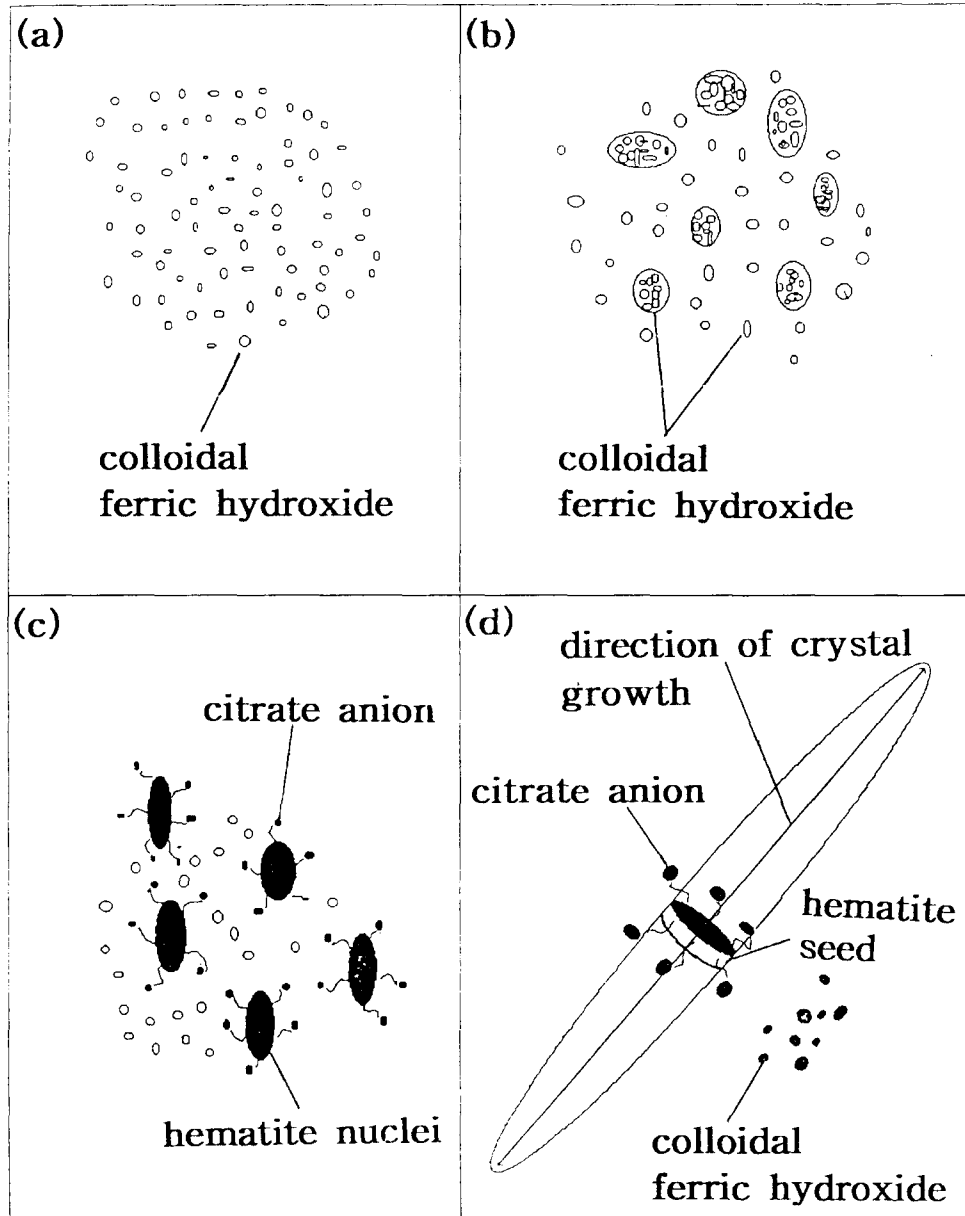 (a)
colloidal
ferric hydroxide
(b)
colloidal
ferric hydroxide
(c)
citrate anion
hematite nuclei
(d)
direction of crystal
growth
citrate anion
hematite
seed
colloidal
ferric hydroxide